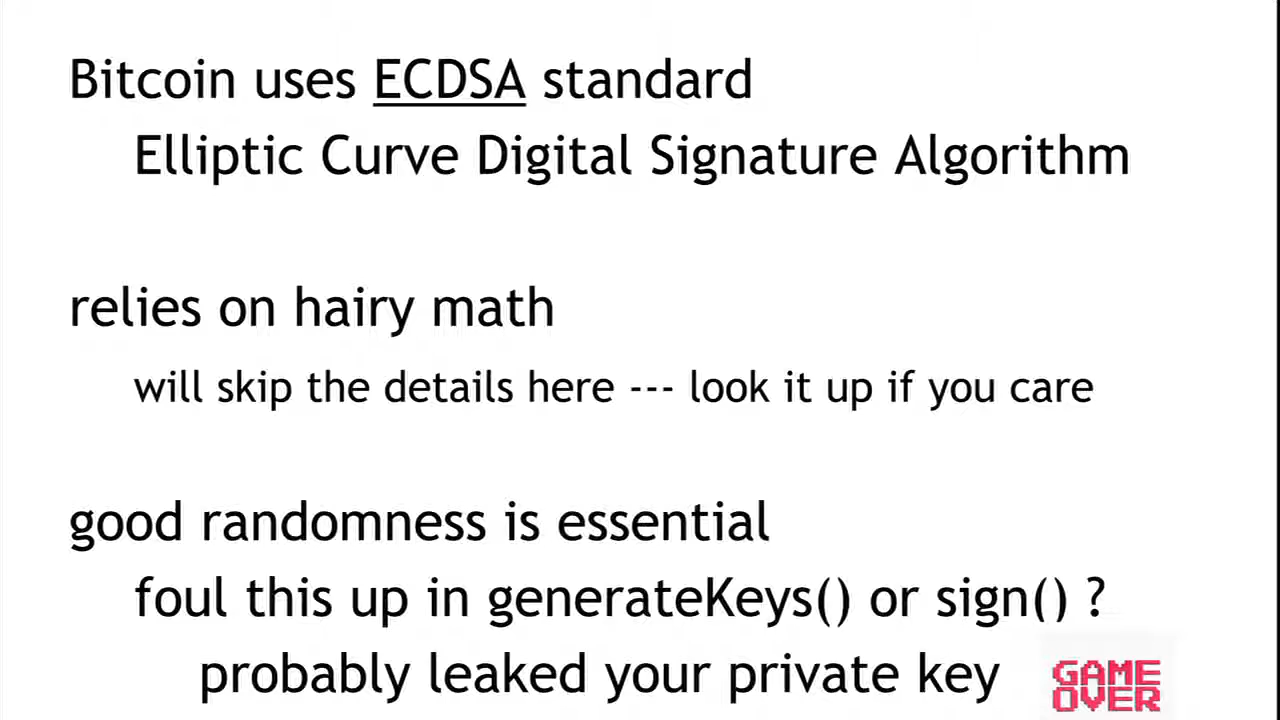 Bitcoin uses ECDSA standard
Elliptic Curve Digital Signature Algorithm
relies on hairy math
will skip the details here --- look it up if you care
good randomness is essential
foul this up in generateKeys() or sign() ?
probably leaked your private key
GAME
OVER